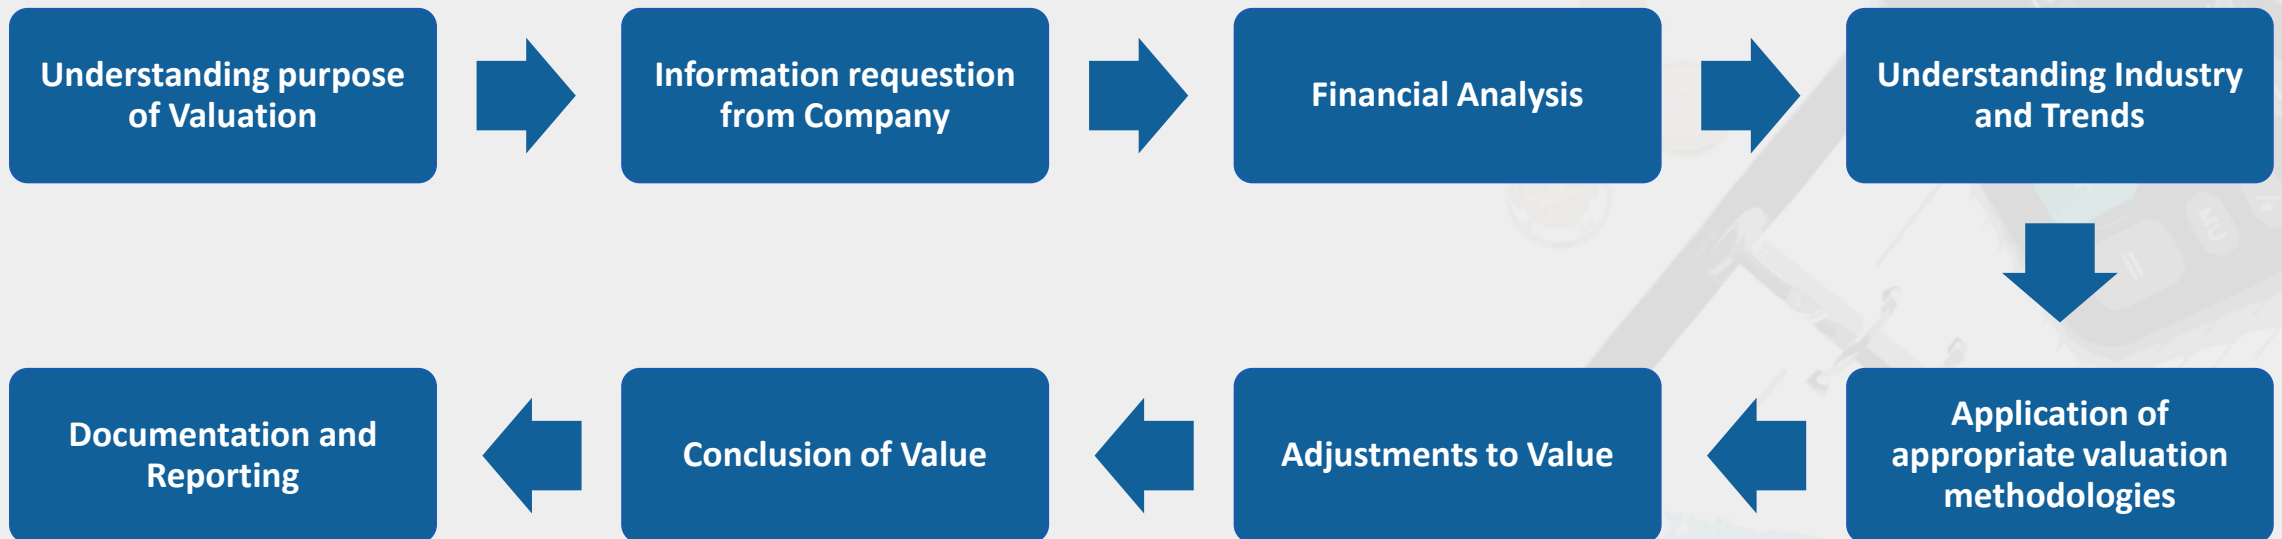 Understanding purpose
of Valuation
Information requestion
from Company
Financial Analysis
Understanding Industry
and Trends
Application of
appropriate valuation
methodologies
Adjustments to Value
Conclusion of Value
Documentation and
Reporting
MU
=